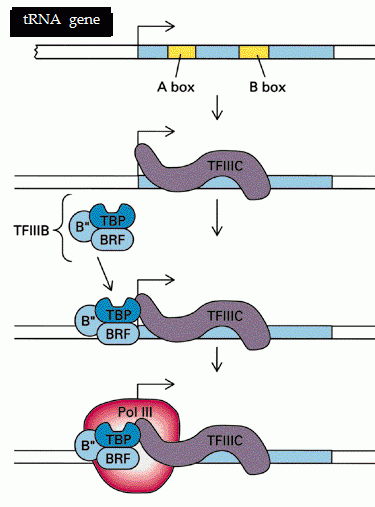 tRNA gene
A box
B box
TFIIIC
TFIIIB
B"
TBP
BRF
B"
TBP
BRF
TFIIIC
Pol III
B"
TBP
BRF
TFIIIC